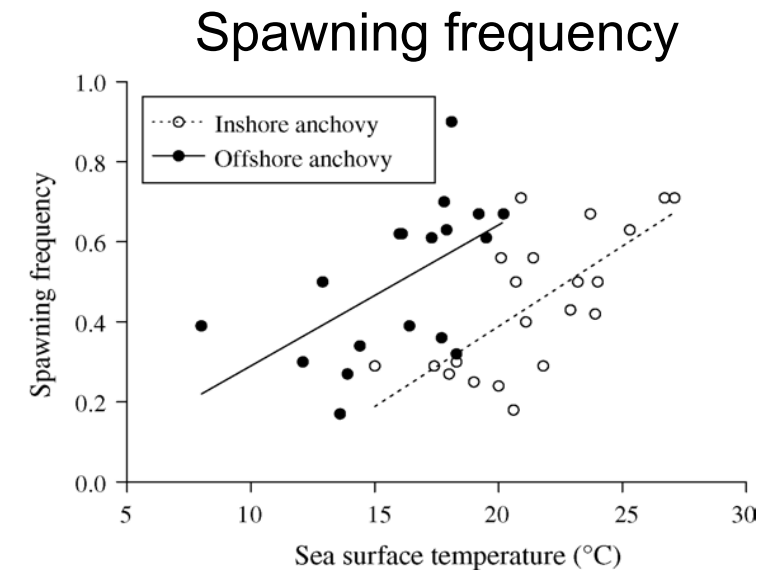 Spawning frequency
1.0
Inshore anchovy
Offshore anchovy
0.8
0.6
0.4
0.2
0.0
Spawning frequency
5 10 15 20 25 30
Sea surface temperature (°C)